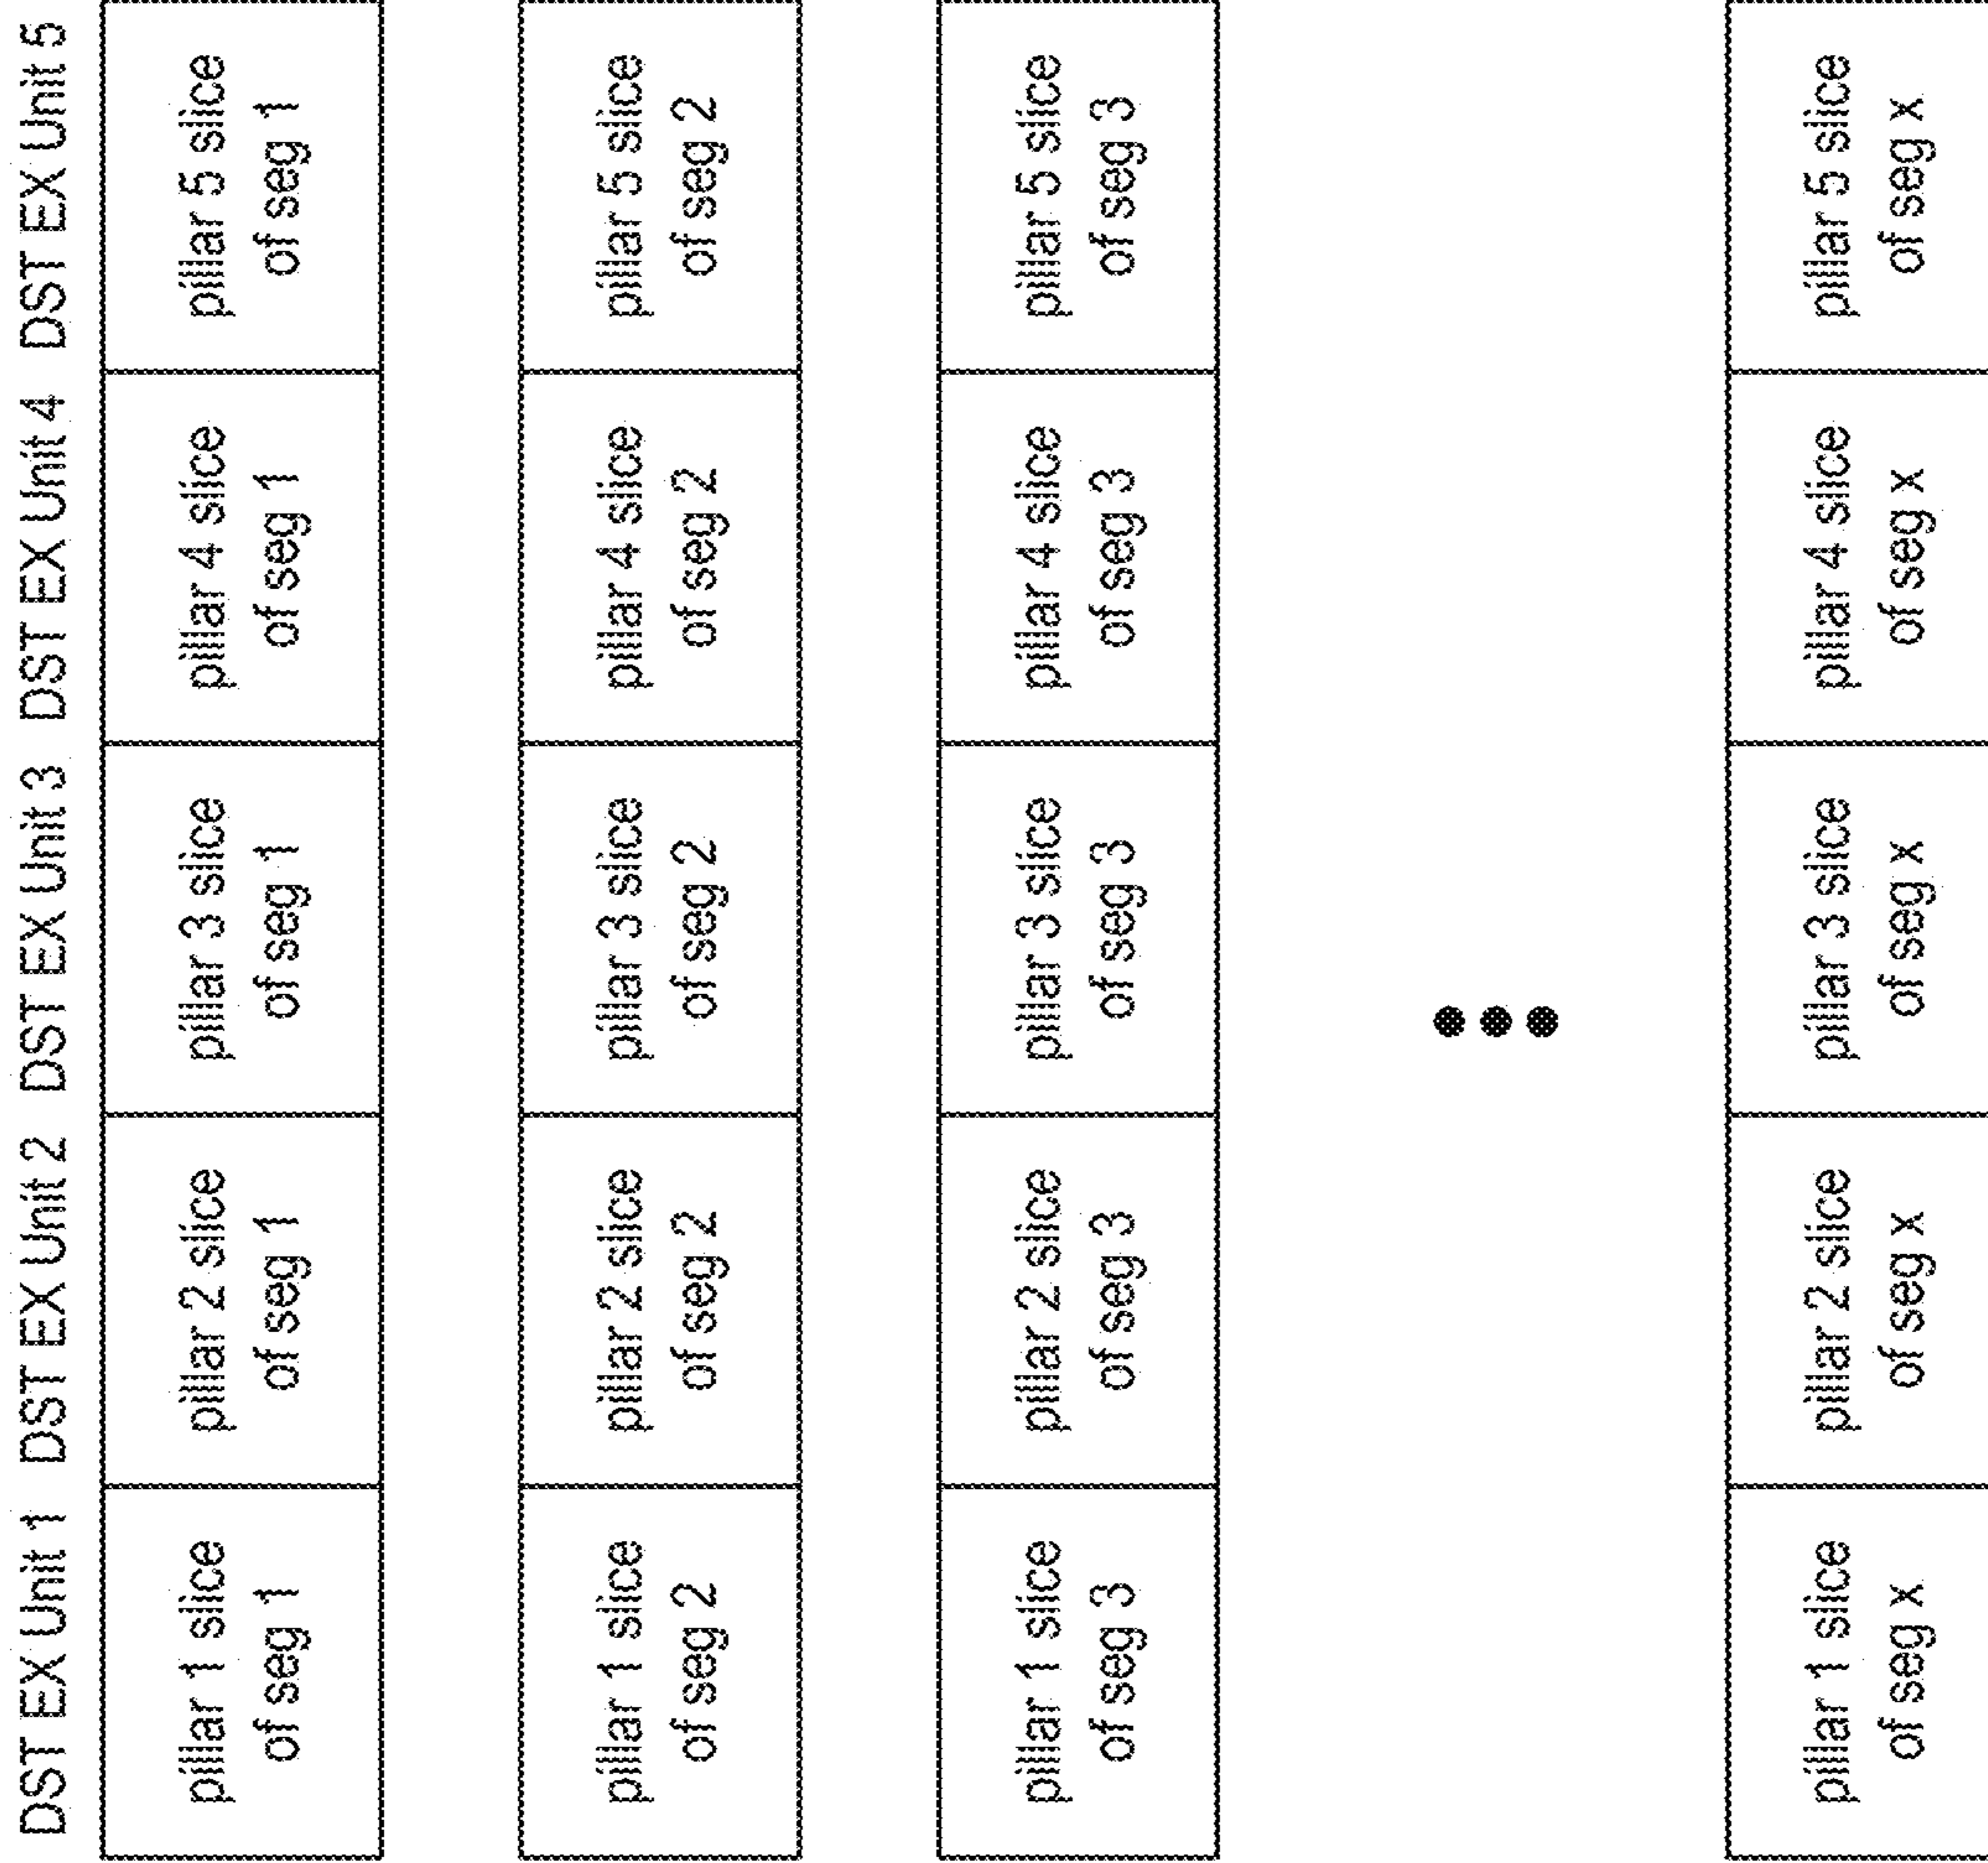 DST EX Unit 1 DST EX Unit 2 DST EX Unit 3 DST EX Unit 4 DST EX Unit 5
pillar 1 slice
of seg 1
pillar 2 slice
of seg 1
pillar 3 slice
of seg 1
pillar 4 slice
of seg 1
pillar 5 slice
of seg 1
pillar 1 slice
of seg 2
pillar 2 slice
of seg 2
pillar 3 slice
of seg 2
pillar 4 slice
of seg 2
pillar 5 slice
of seg 2
pillar 1 slice
of seg 3
pillar 2 slice
of seg 3
pillar 3 slice
of seg 3
pillar 4 slice
of seg 3
pillar 5 slice
of seg 3
pillar 1 slice
of seg x
pillar 2 slice
of seg x
pillar 3 slice
of seg x
pillar 4 slice
of seg x
pillar 5 slice
of seg x